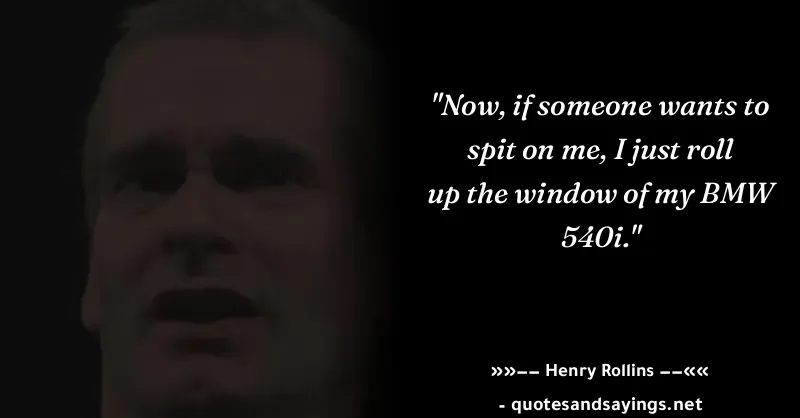 "Now, if someone wants to
spit on me, I just roll
up the window of my BMW
540i."
»»—— Henry Rollins ——««
- quotesandsayings.net